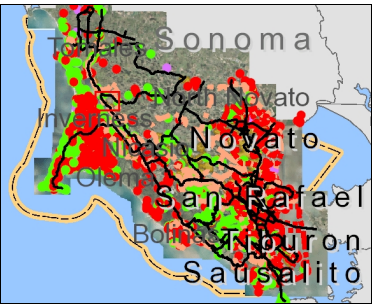 Sonoma
Tomales
North Novato
Inverness
Novato
Nicasio
Olema
San Rafael
Bolinas
Tiburon
Sausalito